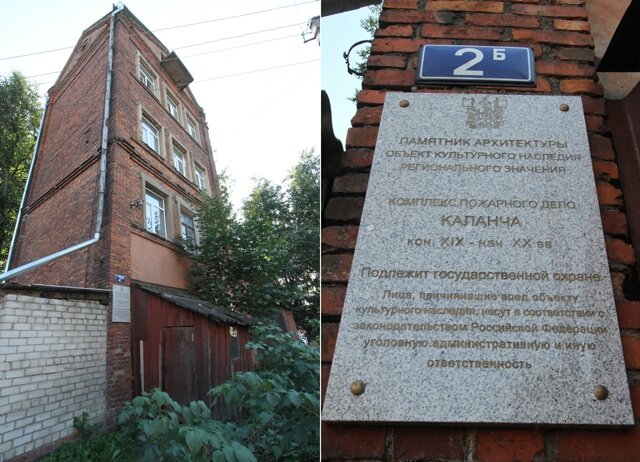 2Б
ПАМЯТНИК АРХИТЕКТУРЫ
ОБЪЕКТ КУЛЬТУРНОГО НАСЛЕДИЯ
РЕГИОНАЛЬНОГО ЗНАЧЕНИЯ
КОМПЛЕКС ПОЖАРНОГО ДЕПО
КАЛАНЧА
КОН. XIX - НАЧ. XX ВВ
ПОДЛЕЖИТ ГОСУДАРСТВЕННОЙ ОХРАНЕ
Лица, причинившие вред объекту
культурного наследия, несут в соответствии с
законодательством Российской Федерации
уголовную, административную и иную
ответственность